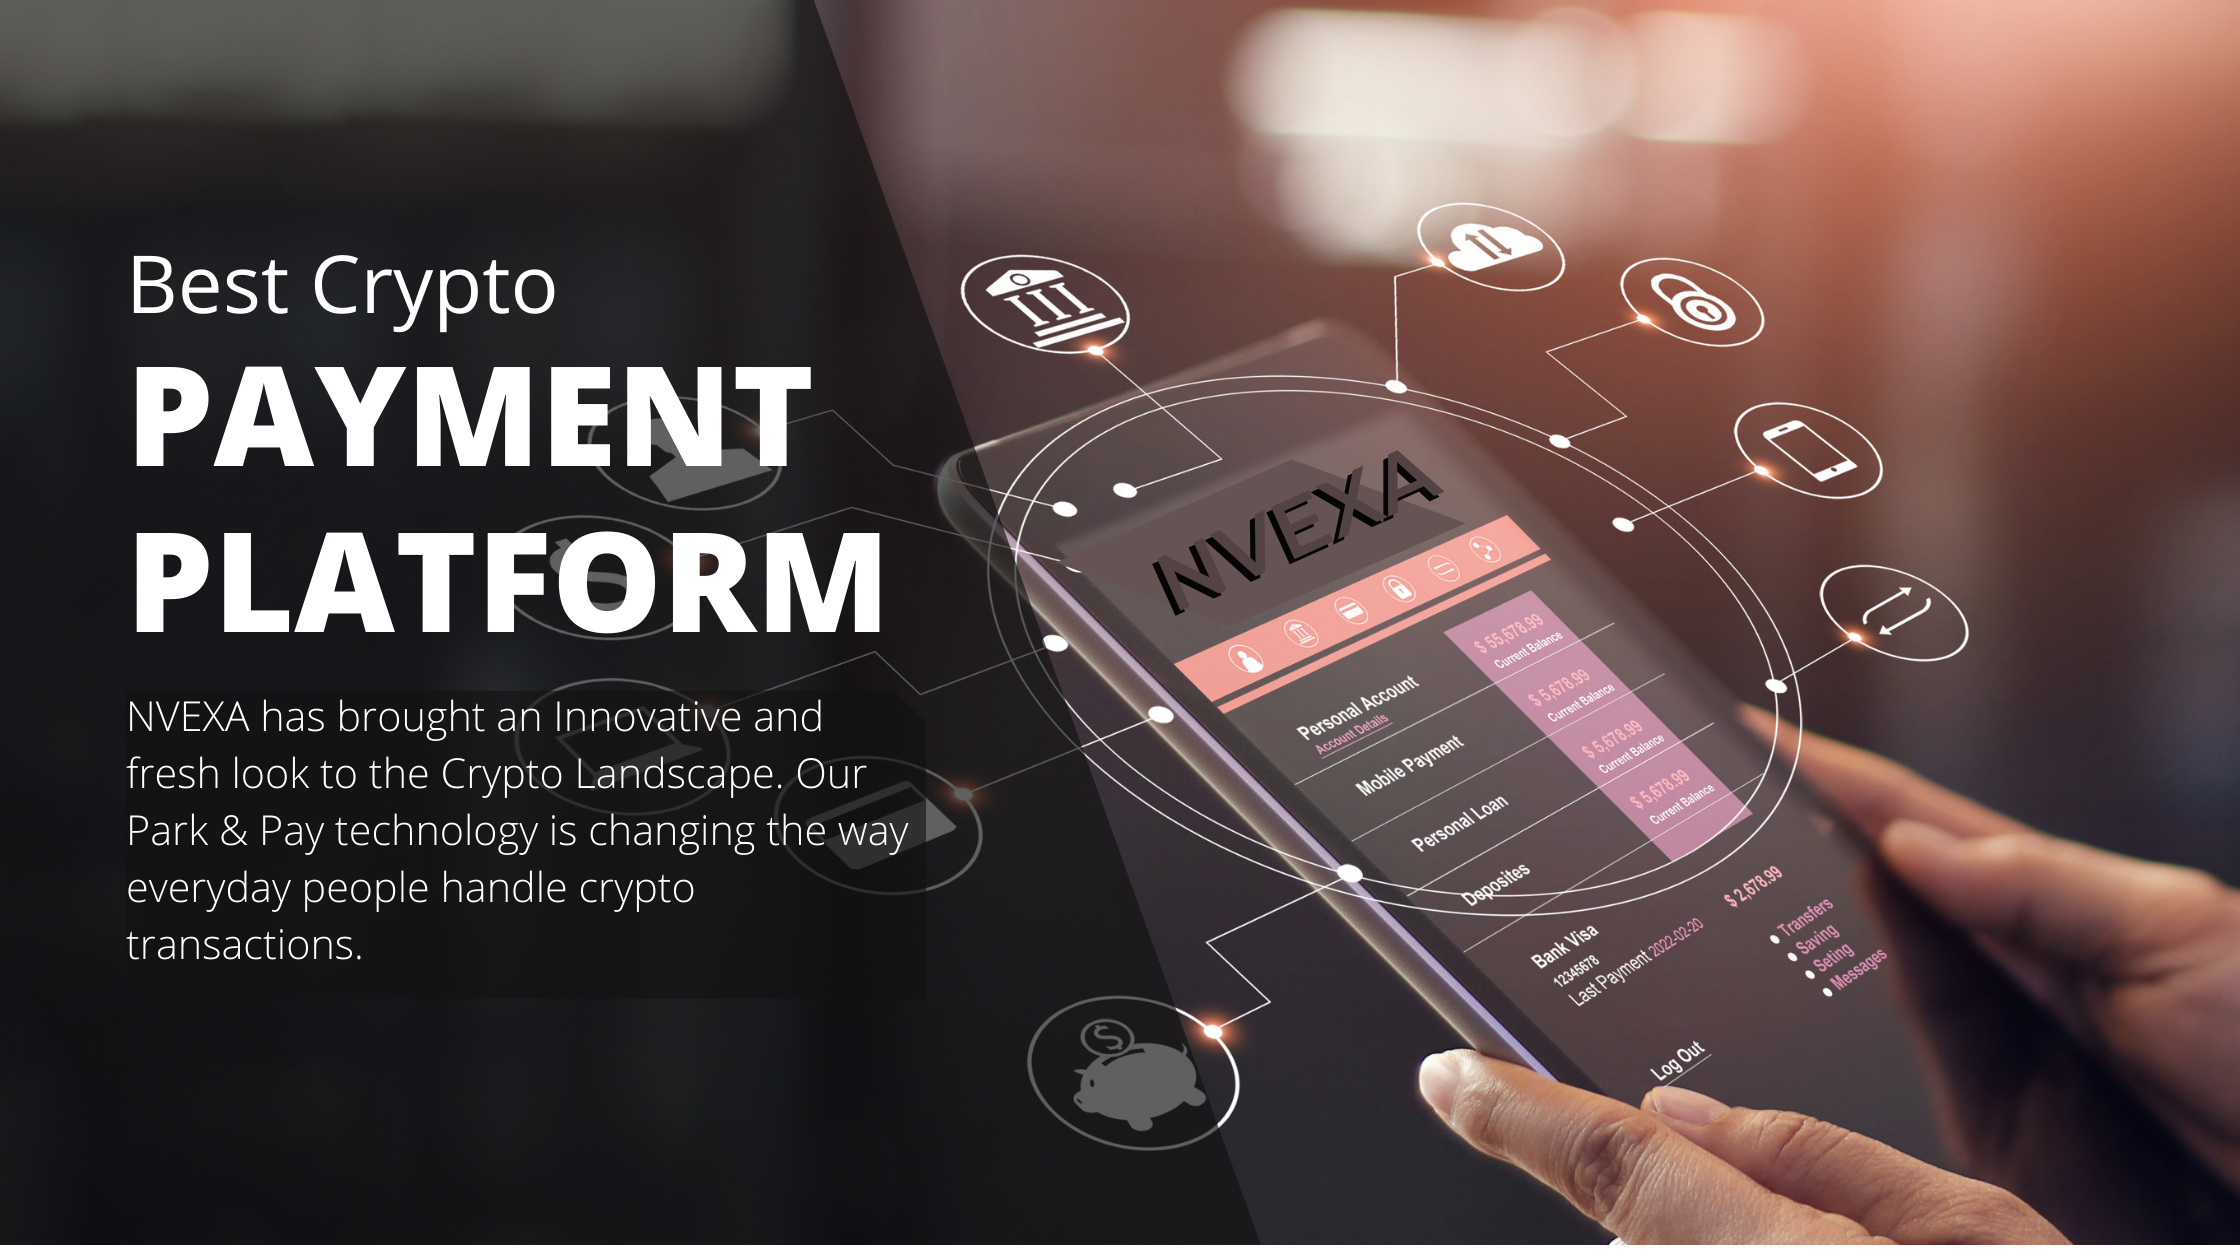 Best Crypto
PAYMENT
PLATFORM
NVEXA has brought an Innovative and
fresh look to the Crypto Landscape. Our
Park & Pay technology is changing the way
everyday people handle crypto
transactions.
NVEXA
$ 55,678.99
Current Balance
Personal Account
Account Details
$ 5,678.99
Current Balance
Mobile Payment
$ 5,678.99
Current Balance
Personal Loan
$ 5,678.99
Current Balance
Deposites
Bank Visa
12345678
Last Payment 2022-02-20
$ 2,678.99
Transfers
Saving
Seting
Messages
Log Out